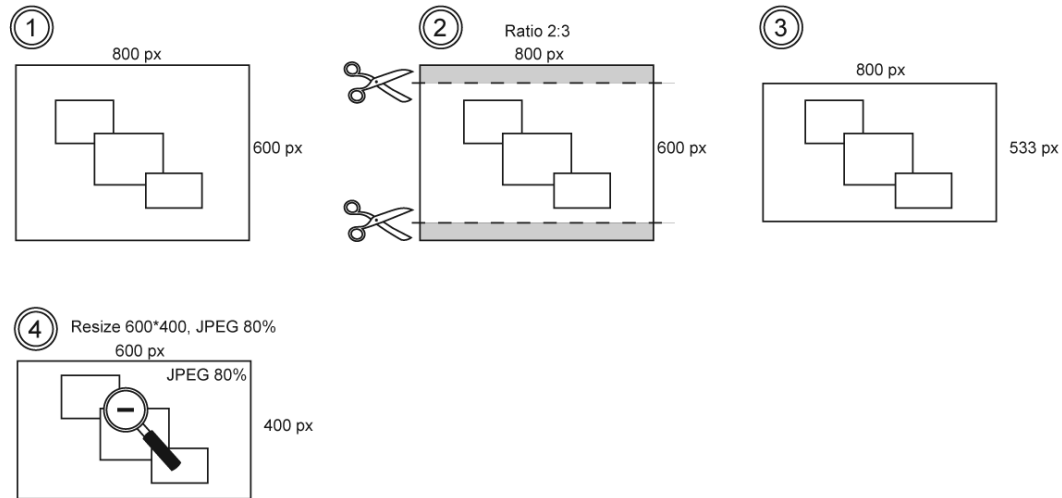 1
800 px
600 px
2
Ratio 2:3
800 px
600 px
3
800 px
533 px
4
Resize 600*400, JPEG 80%
600 px
JPEG 80%
400 px